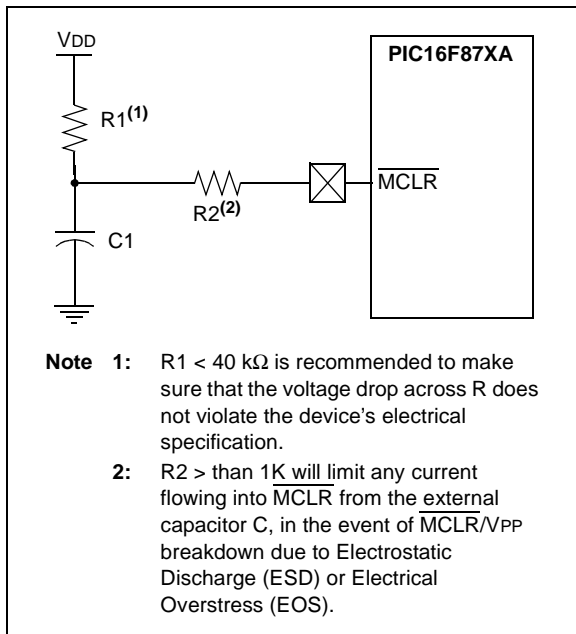 VDD
PIC16F87XA
R1(1)
MCLR
R2(2)
C1
Note 1: R1 < 40 kΩ is recommended to make
sure that the voltage drop across R does
not violate the device's electrical
specification.
2: R2 > than 1K will limit any current
flowing into MCLR from the external
capacitor C, in the event of MCLR/VPP
breakdown due to Electrostatic
Discharge (ESD) or Electrical
Overstress (EOS).